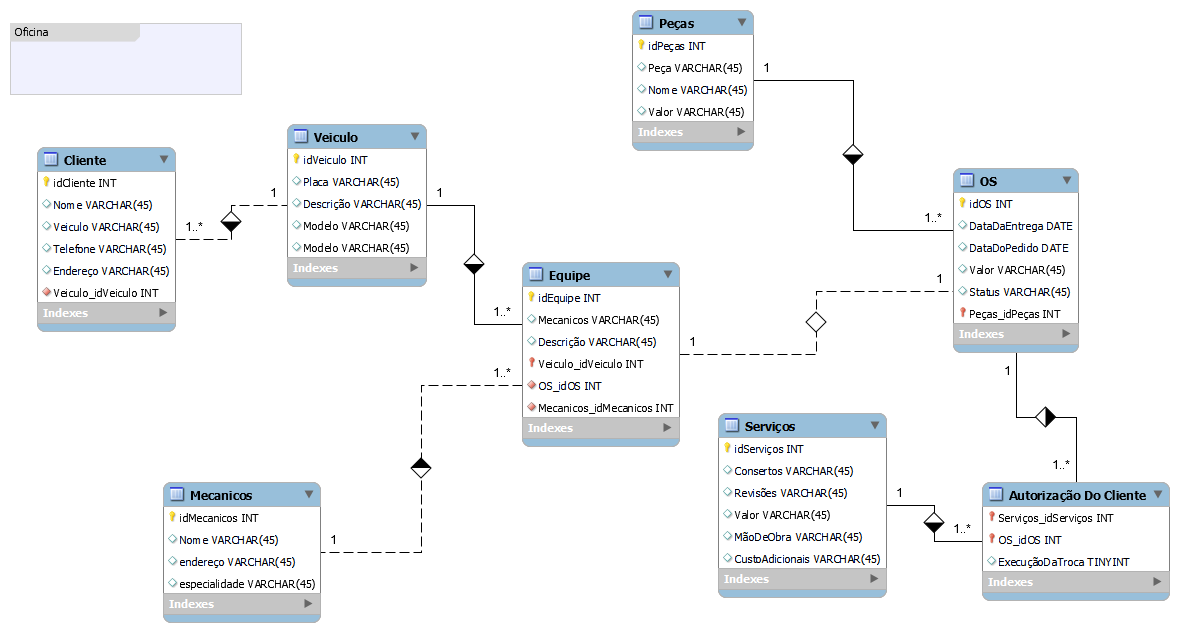 Oficina
Peças
idPeças INT
Peça VARCHAR(45)
Nome VARCHAR(45)
Valor VARCHAR(45)
Indexes
1
1..*
Veiculo
idVeiculo INT
Placa VARCHAR(45)
Descrição VARCHAR(45)
Modelo VARCHAR(45)
Modelo VARCHAR(45)
Indexes
1
1
Cliente
idCliente INT
Nome VARCHAR(45)
Veiculo VARCHAR(45)
Telefone VARCHAR(45)
Endereço VARCHAR(45)
Veiculo_idVeiculo INT
Indexes
1..*
OS
idOS INT
DataDaEntrega DATE
DataDoPedido DATE
Valor VARCHAR(45)
Status VARCHAR(45)
Peças_idPeças INT
Indexes
1
1
Equipe
idEquipe INT
Mecanicos VARCHAR(45)
Descrição VARCHAR(45)
Veiculo_idVeiculo INT
OS_idOS INT
Mecanicos_idMecanicos INT
Indexes
1..*
1..*
1
Serviços
idServiços INT
Consertos VARCHAR(45)
Revisões VARCHAR(45)
Valor VARCHAR(45)
MãoDeObra VARCHAR(45)
CustoAdicionais VARCHAR(45)
Indexes
1
1..*
1..*
Mecanicos
idMecanicos INT
Nome VARCHAR(45)
endereço VARCHAR(45)
especialidade VARCHAR(45)
Indexes
1
Autorização Do Cliente
Serviços_idServiços INT
OS_idOS INT
ExecuçãoDaTroca TINYINT
Indexes